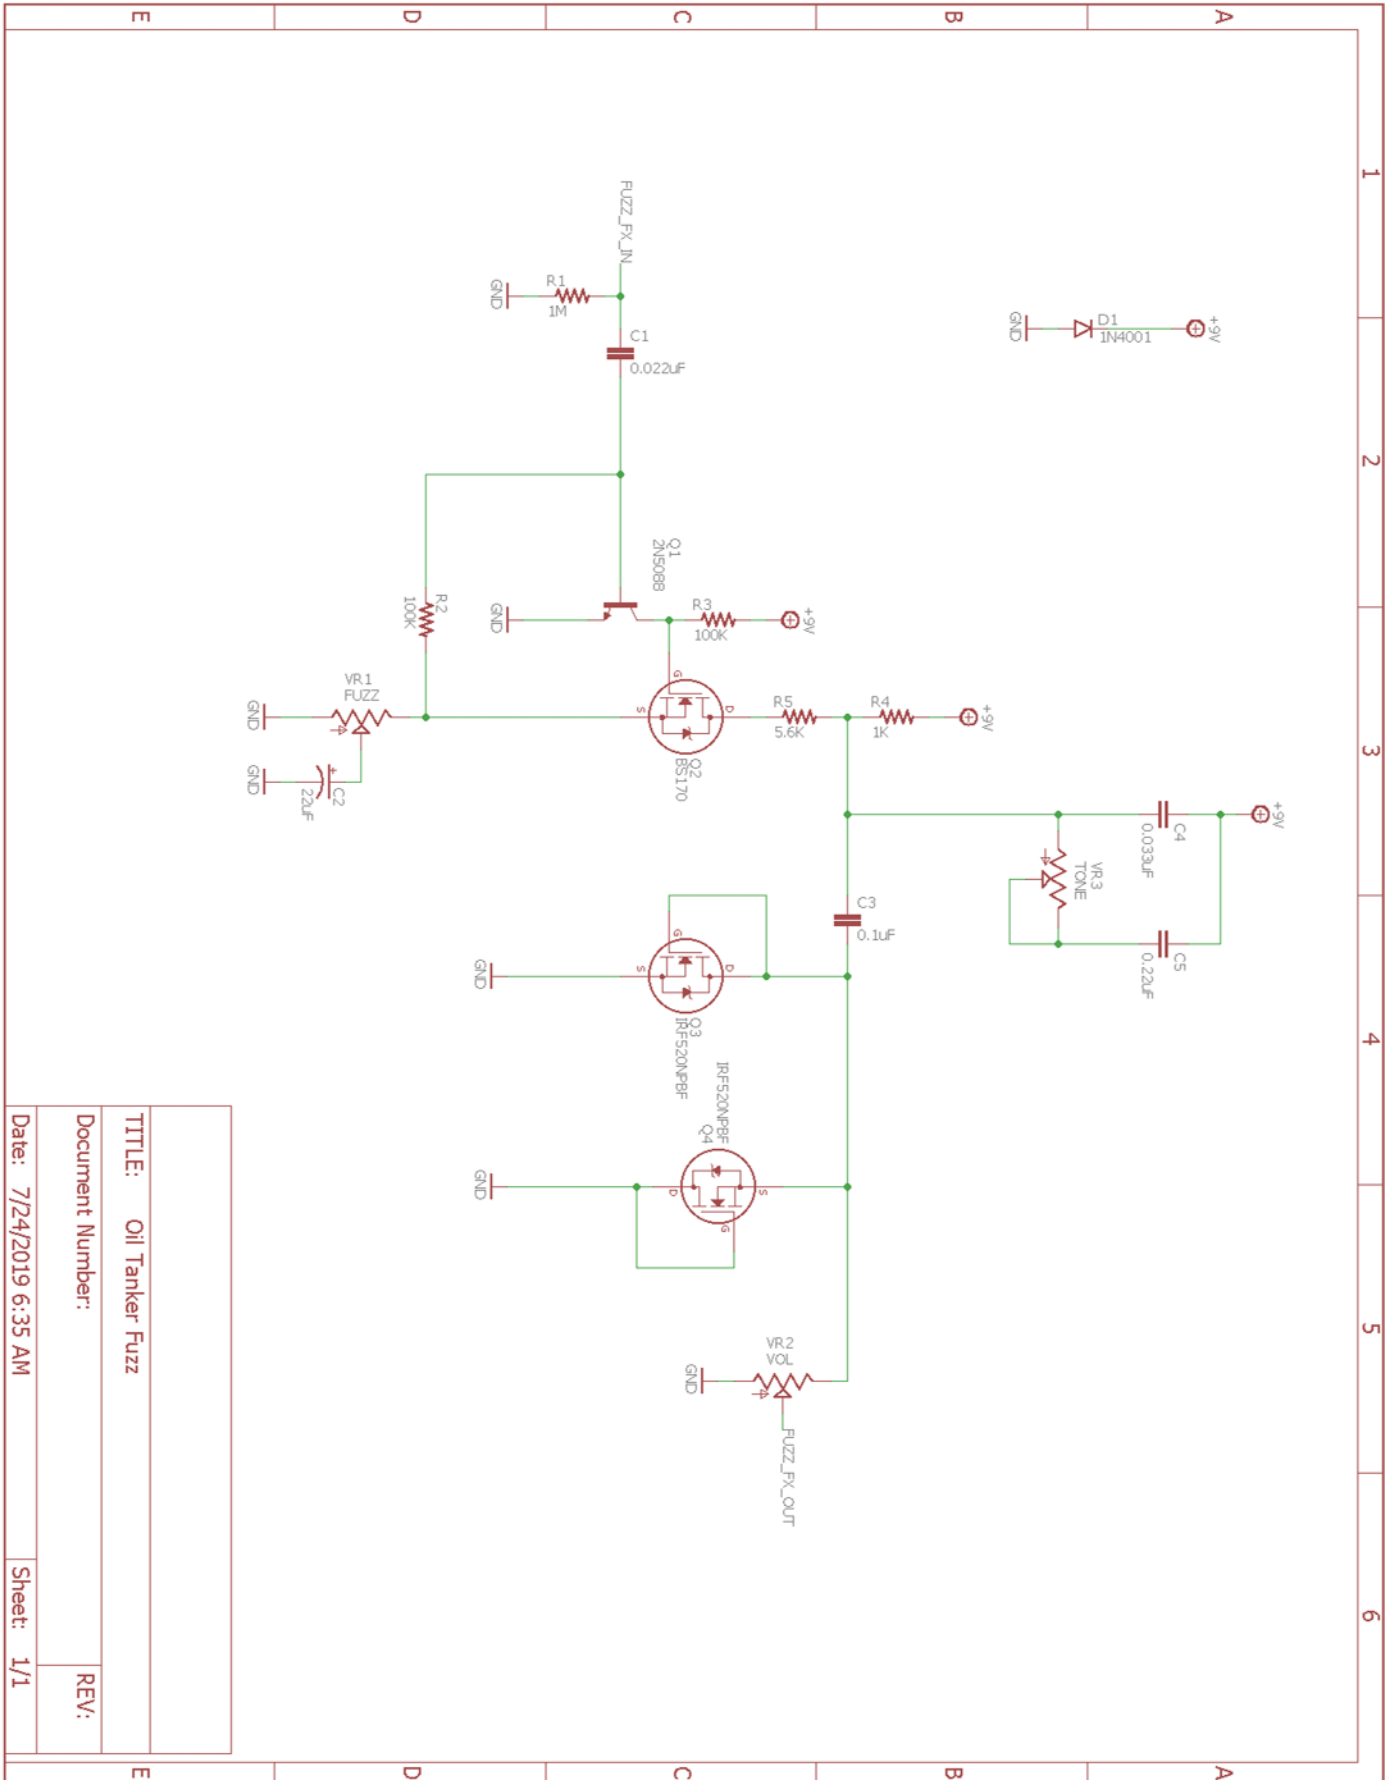 1
2
3
4
5
6
A
B
C
D
E
A
B
C
D
E
+9V
D1
1N4001
GND
FUZZ_FX_IN
R1
1M
GND
C1
0.022uF
R2
100K
Q1
2N5088
GND
R3
100K
+9V
VR1
FUZZ
GND
C2
22uF
GND
G
D
S
Q2
BS170
R5
5.6K
R4
1K
+9V
+9V
C4
0.033uF
VR3
TONE
C5
0.22uF
C3
0.1uF
G
D
S
Q3
IRF520NPBF
GND
IRF520NPBF
Q4
S
D
G
GND
VR2
VOL
GND
FUZZ_FX_OUT
TITLE: Oil Tanker Fuzz
Document Number:
REV:
Date: 7/24/2019 6:35 AM
Sheet: 1/1